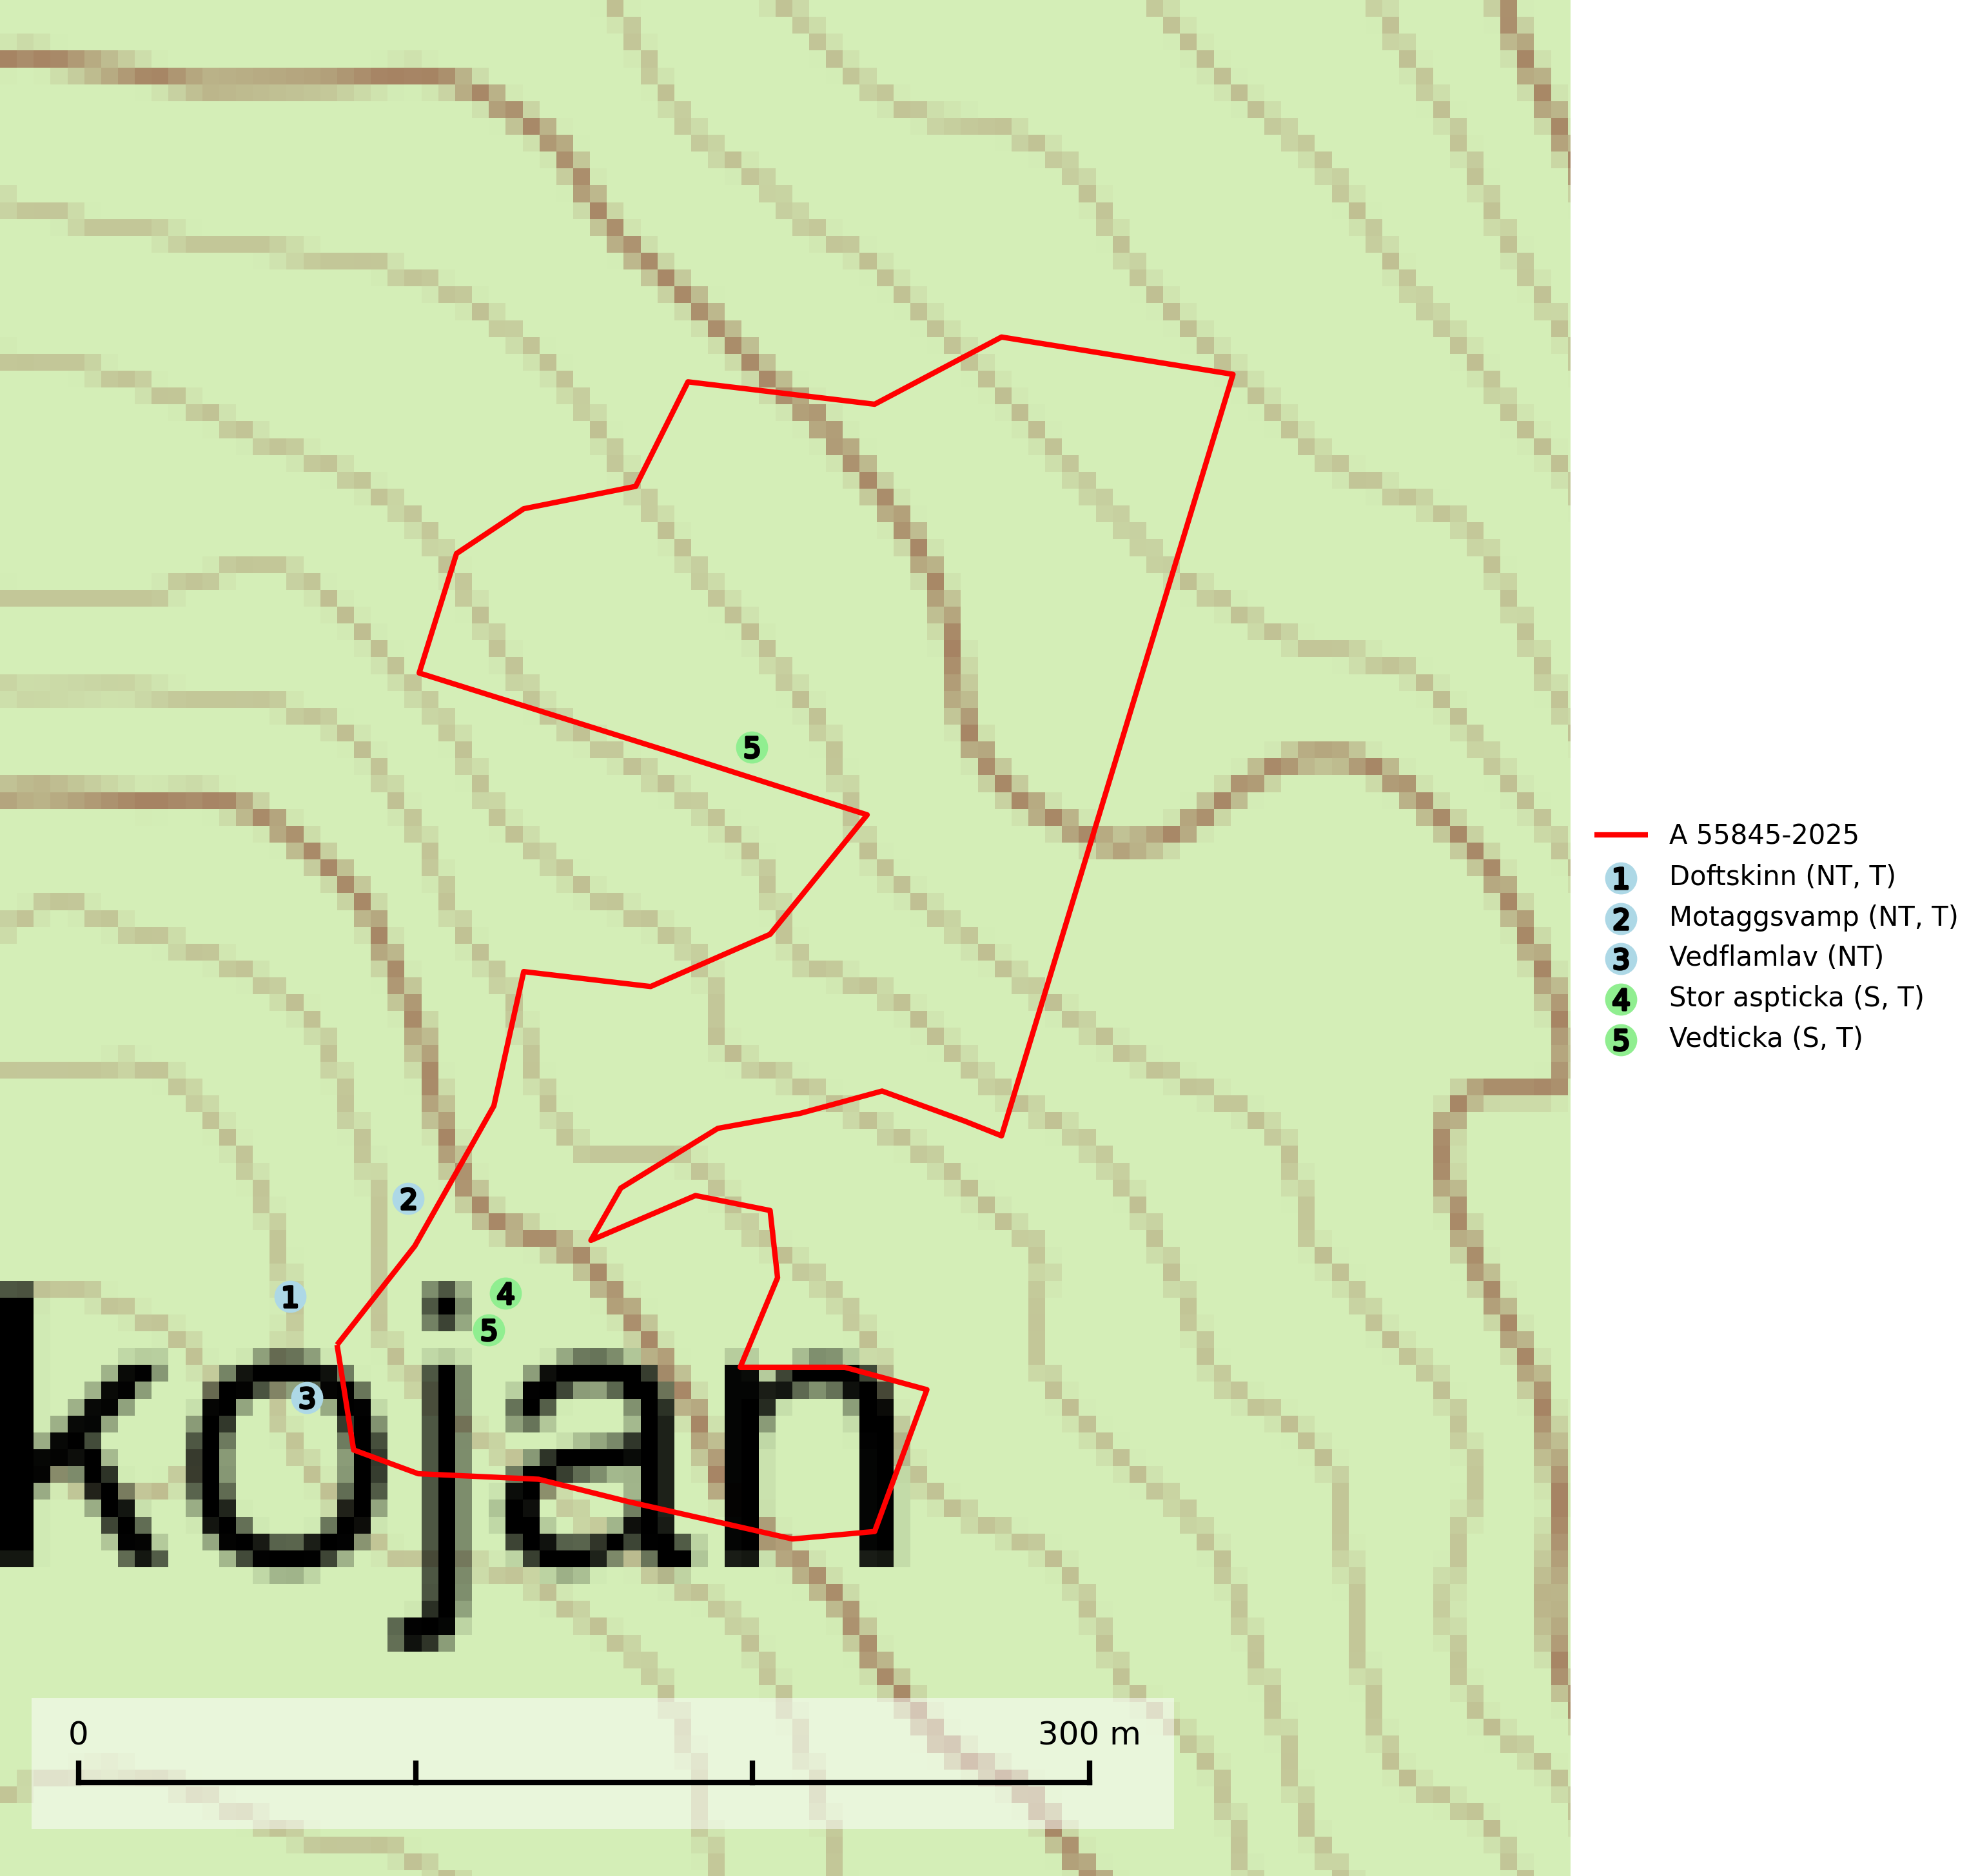 5
2
1
4
5
3
kojan
0 300 m
A 55845-2025
1 Doftskinn (NT, T)
2 Motaggsvamp (NT, T)
3 Vedflamlav (NT)
4 Stor aspticka (S, T)
5 Vedticka (S, T)